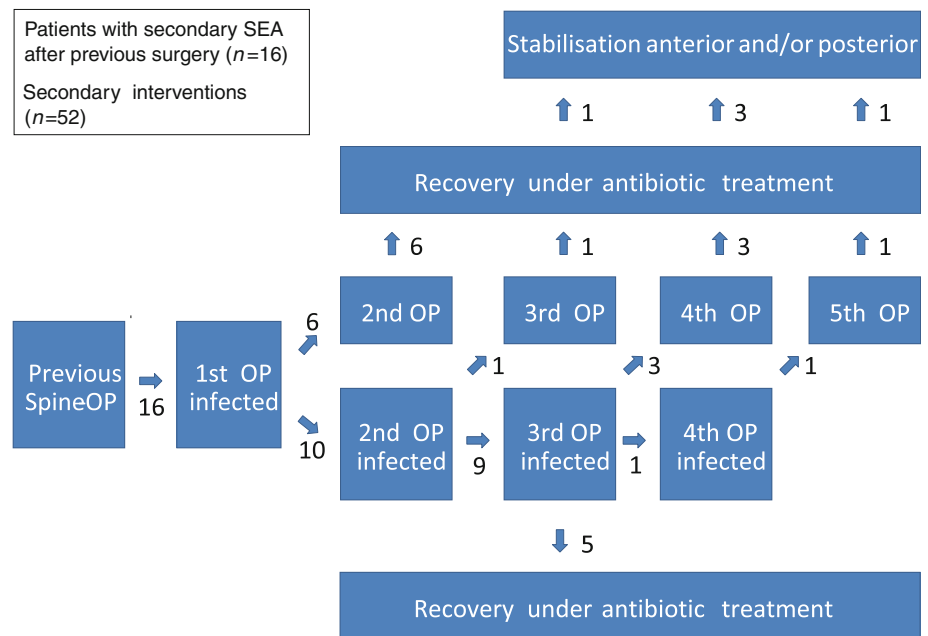 Patients with secondary SEA
after previous surgery (n=16)
Secondary interventions
(n=52)
Stabilisation anterior and/or posterior
1
3
1
Recovery under antibiotic treatment
6
1
3
1
2nd OP
3rd OP
4th OP
5th OP
6
1
3
1
Previous
SpineOP
16
1st OP
infected
10
2nd OP
infected
9
3rd OP
infected
1
4th OP
infected
5
Recovery under antibiotic treatment